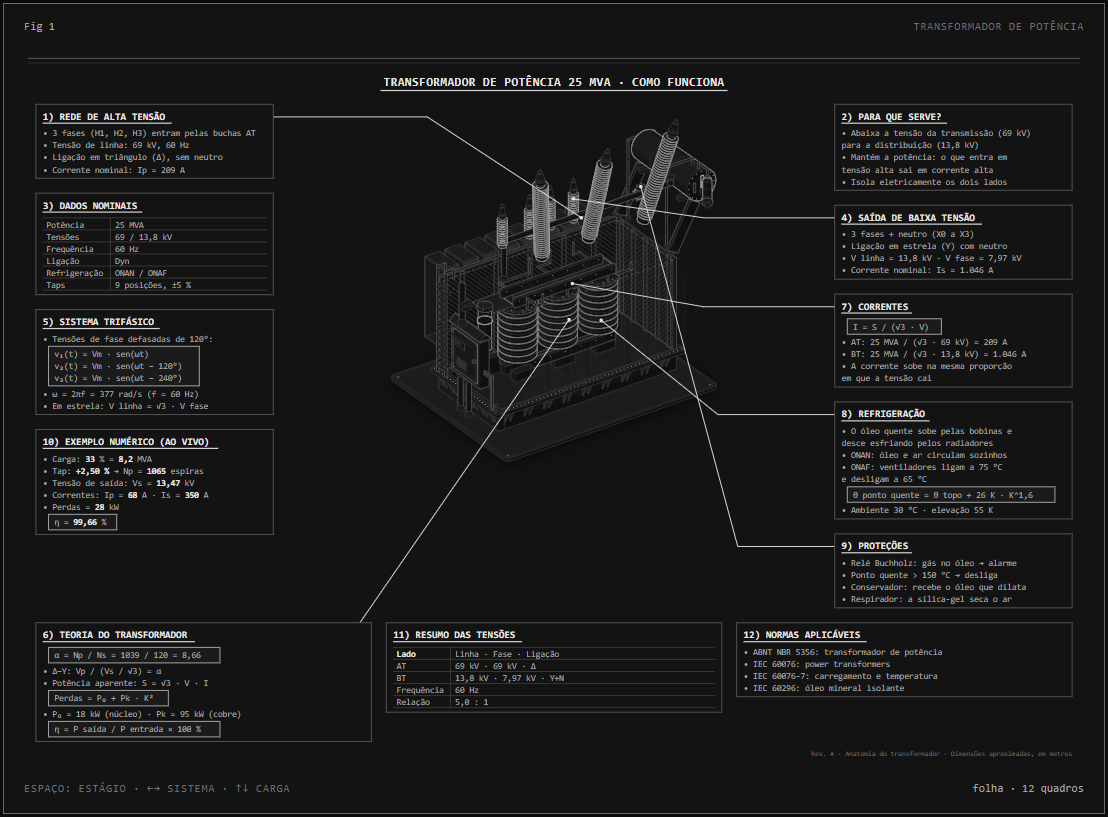 Fig 1
TRANSFORMADOR DE POTÊNCIA
TRANSFORMADOR DE POTÊNCIA 25 MVA · COMO FUNCIONA
1) REDE DE ALTA TENSÃO
• 3 fases (H1, H2, H3) entram pelas buchas AT
• Tensão de linha: 69 kV, 60 Hz
• Ligação em triângulo (Δ), sem neutro
• Corrente nominal: Ip = 209 A
2) PARA QUE SERVE?
• Abaixa a tensão da transmissão (69 kV)
para a distribuição (13,8 kV)
• Mantém a potência: o que entra em
tensão alta sai em corrente alta
• Isola eletricamente os dois lados
3) DADOS NOMINAIS
Potência 25 MVA
Tensões 69 / 13,8 kV
Frequência 60 Hz
Ligação Dyn
Refrigeração ONAN / ONAF
Taps 9 posições, ±5 %
4) SAÍDA DE BAIXA TENSÃO
• 3 fases + neutro (X0 a X3)
• Ligação em estrela (Y) com neutro
• V linha = 13,8 kV · V fase = 7,97 kV
• Corrente nominal: Is = 1.046 A
5) SISTEMA TRIFÁSICO
• Tensões de fase defasadas de 120°:
v₁(t) = Vm · sen(ωt)
v₂(t) = Vm · sen(ωt − 120°)
v₃(t) = Vm · sen(ωt − 240°)
• ω = 2πf = 377 rad/s (f = 60 Hz)
• Em estrela: V linha = √3 · V fase
7) CORRENTES
I = S / (√3 · V)
• AT: 25 MVA / (√3 · 69 kV) = 209 A
• BT: 25 MVA / (√3 · 13,8 kV) = 1.046 A
• A corrente sobe na mesma proporção
em que a tensão cai
8) REFRIGERAÇÃO
• O óleo quente sobe pelas bobinas e
desce esfriando pelos radiadores
• ONAN: óleo e ar circulam sozinhos
• ONAF: ventiladores ligam a 75 °C
e desligam a 65 °C
θ ponto quente = θ topo + 26 K · K^1,6
• Ambiente 30 °C · elevação 55 K
10) EXEMPLO NUMÉRICO (AO VIVO)
• Carga: 33 % = 8,2 MVA
• Tap: +2,50 % → Np = 1065 espiras
• Tensão de saída: Vs = 13,47 kV
• Correntes: Ip = 68 A · Is = 350 A
• Perdas = 28 kW
η = 99,66 %
9) PROTEÇÕES
• Relé Buchholz: gás no óleo → alarme
• Ponto quente > 150 °C → desliga
• Conservador: recebe o óleo que dilata
• Respirador: a sílica-gel seca o ar
6) TEORIA DO TRANSFORMADOR
α = Np / Ns = 1039 / 120 = 8,66
• Δ−Y: Vp / (Vs / √3) = α
• Potência aparente: S = √3 · V · I
Perdas = P₀ + Pk · K²
• P₀ = 18 kW (núcleo) · Pk = 95 kW (cobre)
η = P saída / P entrada × 100 %
11) RESUMO DAS TENSÕES
Lado Linha · Fase · Ligação
AT 69 kV · 69 kV · Δ
BT 13,8 kV · 7,97 kV · Y+N
Frequência 60 Hz
Relação 5,0 : 1
12) NORMAS APLICÁVEIS
• ABNT NBR 5356: transformador de potência
• IEC 60076: power transformers
• IEC 60076-7: carregamento e temperatura
• IEC 60296: óleo mineral isolante
Rev. A · Anatomia do transformador · Dimensões aproximadas, em metros
ESPAÇO: ESTÁGIO · ←→ SISTEMA · ↑↓ CARGA
folha · 12 quadros